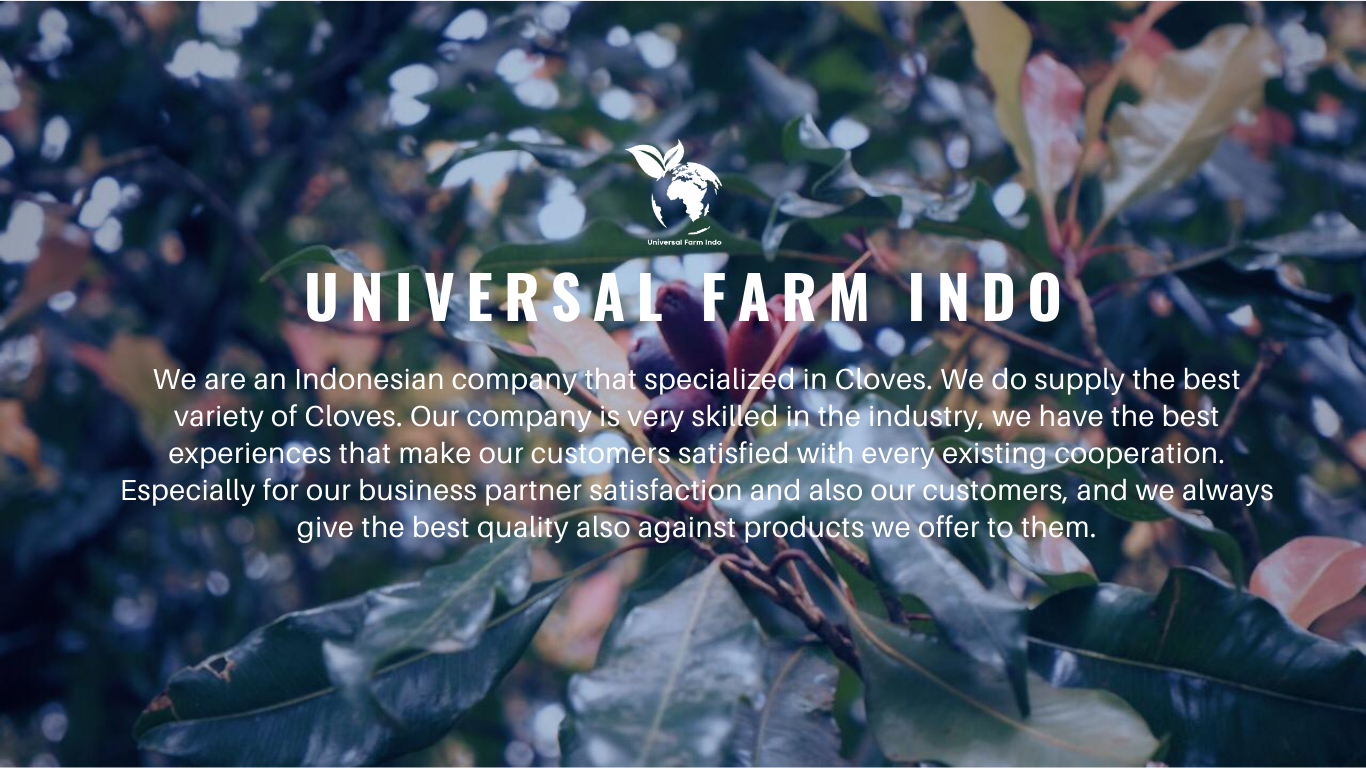 Universal Farm Indo
UNIVERSAL FARM INDO
We are an Indonesian company that specialized in Cloves. We do supply the best
variety of Cloves. Our company is very skilled in the industry, we have the best
experiences that make our customers satisfied with every existing cooperation.
Especially for our business partner satisfaction and also our customers, and we always
give the best quality also against products we offer to them.